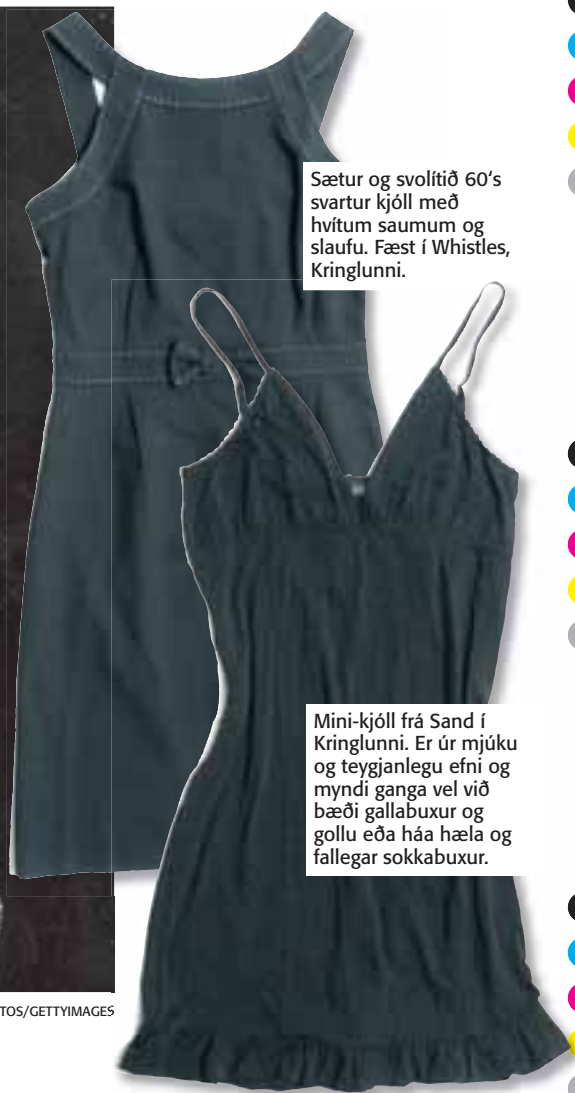 Sætur og svolítið 60's
svartur kjóll með
hvítum saumum og
slaufu. Fæst í Whistles,
Kringlunni.
Mini-kjóll frá Sand í
Kringlunni. Er úr mjúku
og teygjanlegu efni og
myndi ganga vel við
bæði gallabuxur og
gollu eða háa hæla og
fallegar sokkabuxur.
TOS/GETTYIMAGES